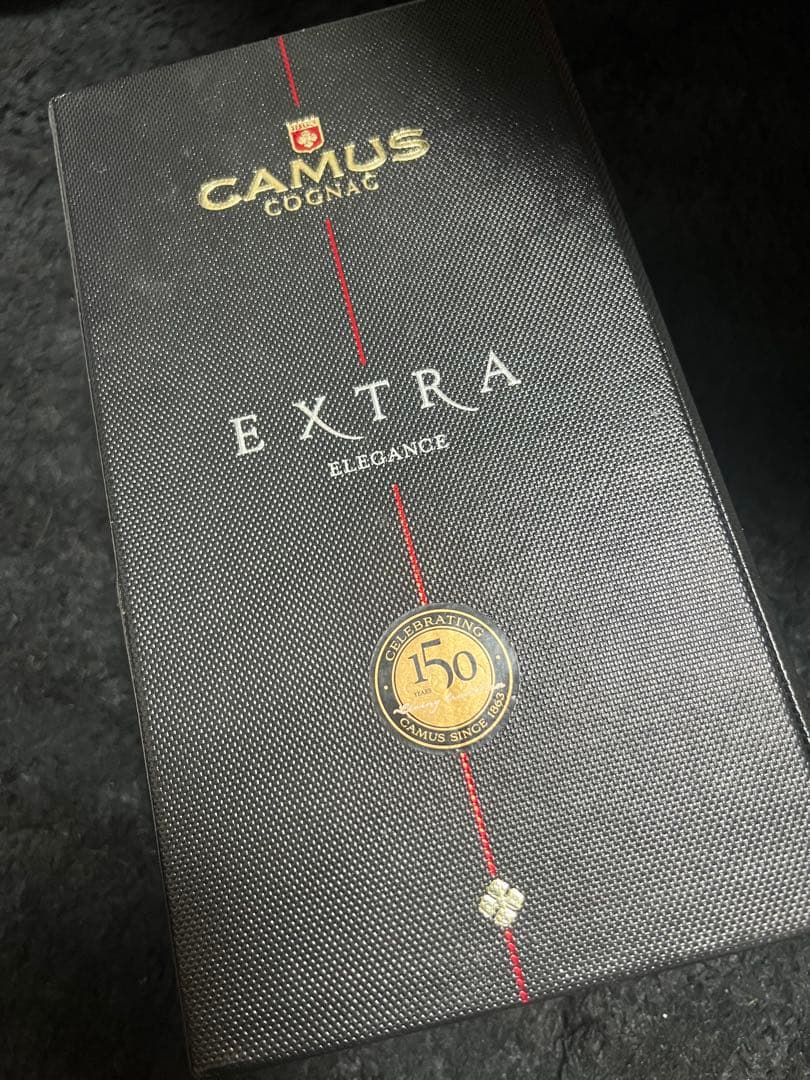 CAMUS
COGNAC
EXTRA
ELEGANCE
CELEBRATING
150
YEARS
CAMUS SINCE 1863